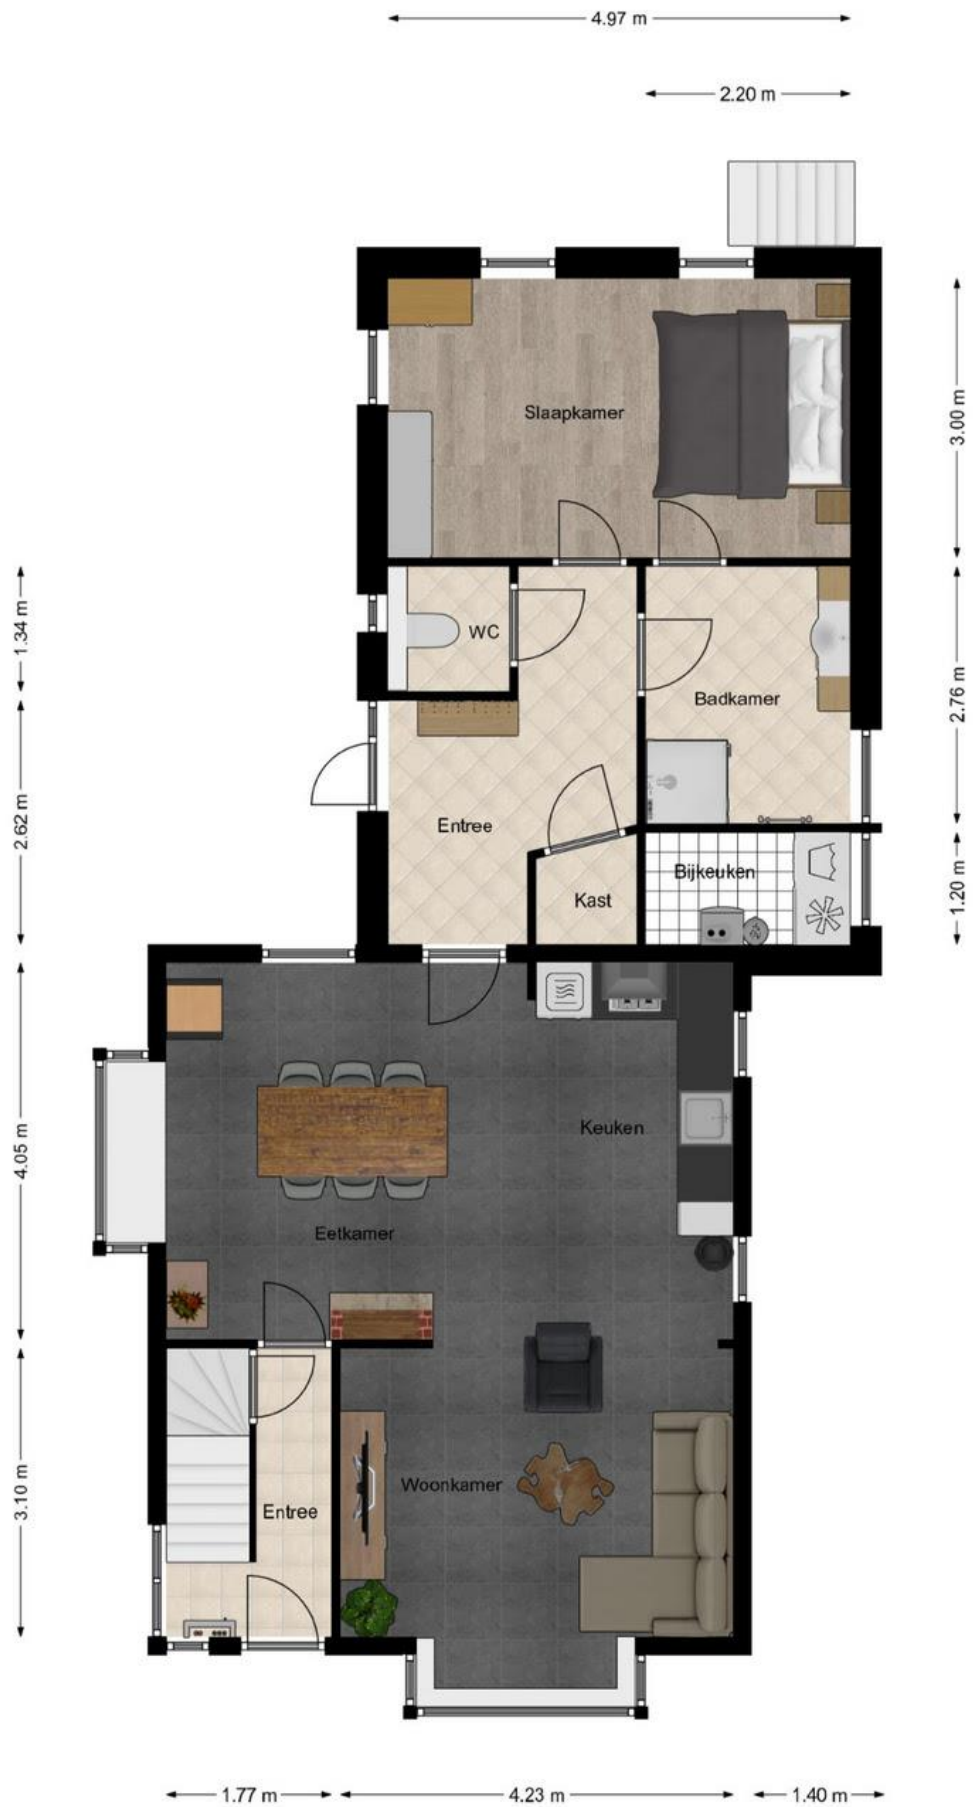 4.97 m
2.20 m
3.00 m
Slaapkamer
1.34 m
WC
2.76 m
Badkamer
2.62 m
Entree
Bijkeuken
1.20 m
Kast
4.05 m
Keuken
Eetkamer
3.10 m
Woonkamer
Entree
1.77 m
4.23 m
1.40 m